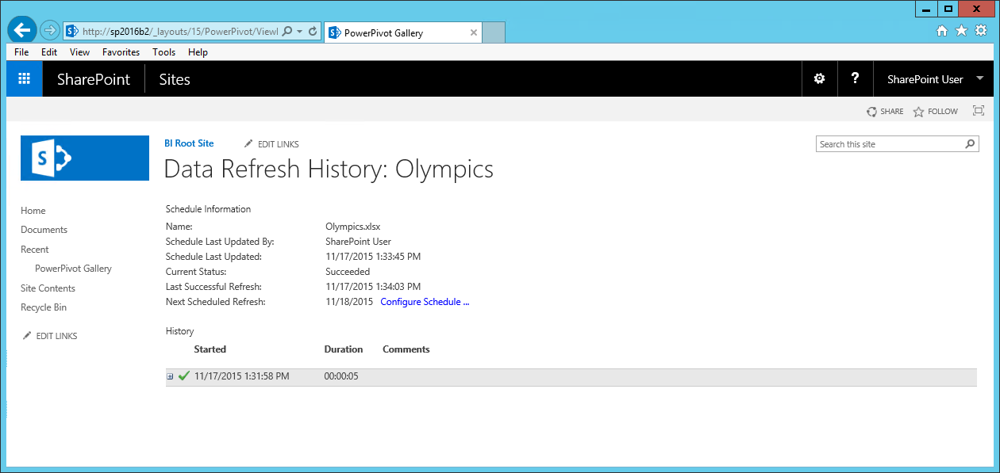 http://sp2016b2/_layouts/15/PowerPivot/Viewl
PowerPivot Gallery
File Edit View Favorites Tools Help
SharePoint Sites ? SharePoint User
SHARE FOLLOW
BI Root Site EDIT LINKS
Search this site
Data Refresh History: Olympics
Home
Documents
Recent
PowerPivot Gallery
Site Contents
Recycle Bin
EDIT LINKS
Schedule Information
Name: Olympics.xlsx
Schedule Last Updated By: SharePoint User
Schedule Last Updated: 11/17/2015 1:33:45 PM
Current Status: Succeeded
Last Successful Refresh: 11/17/2015 1:34:03 PM
Next Scheduled Refresh: 11/18/2015 Configure Schedule ...
History
Started Duration Comments
11/17/2015 1:31:58 PM 00:00:05